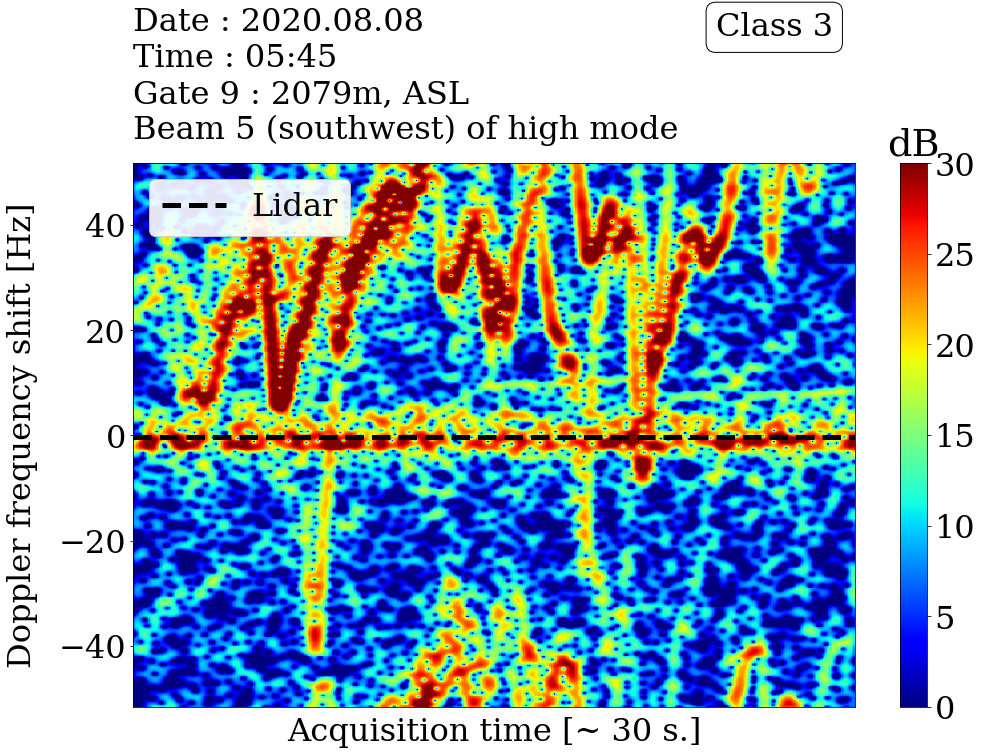 Date : 2020.08.08
Time : 05:45
Gate 9 : 2079m, ASL
Beam 5 (southwest) of high mode
Class 3
dB
Lidar
Doppler frequency shift [Hz]
40
20
0
−20
−40
Acquisition time [~ 30 s.]
30
25
20
15
10
5
0